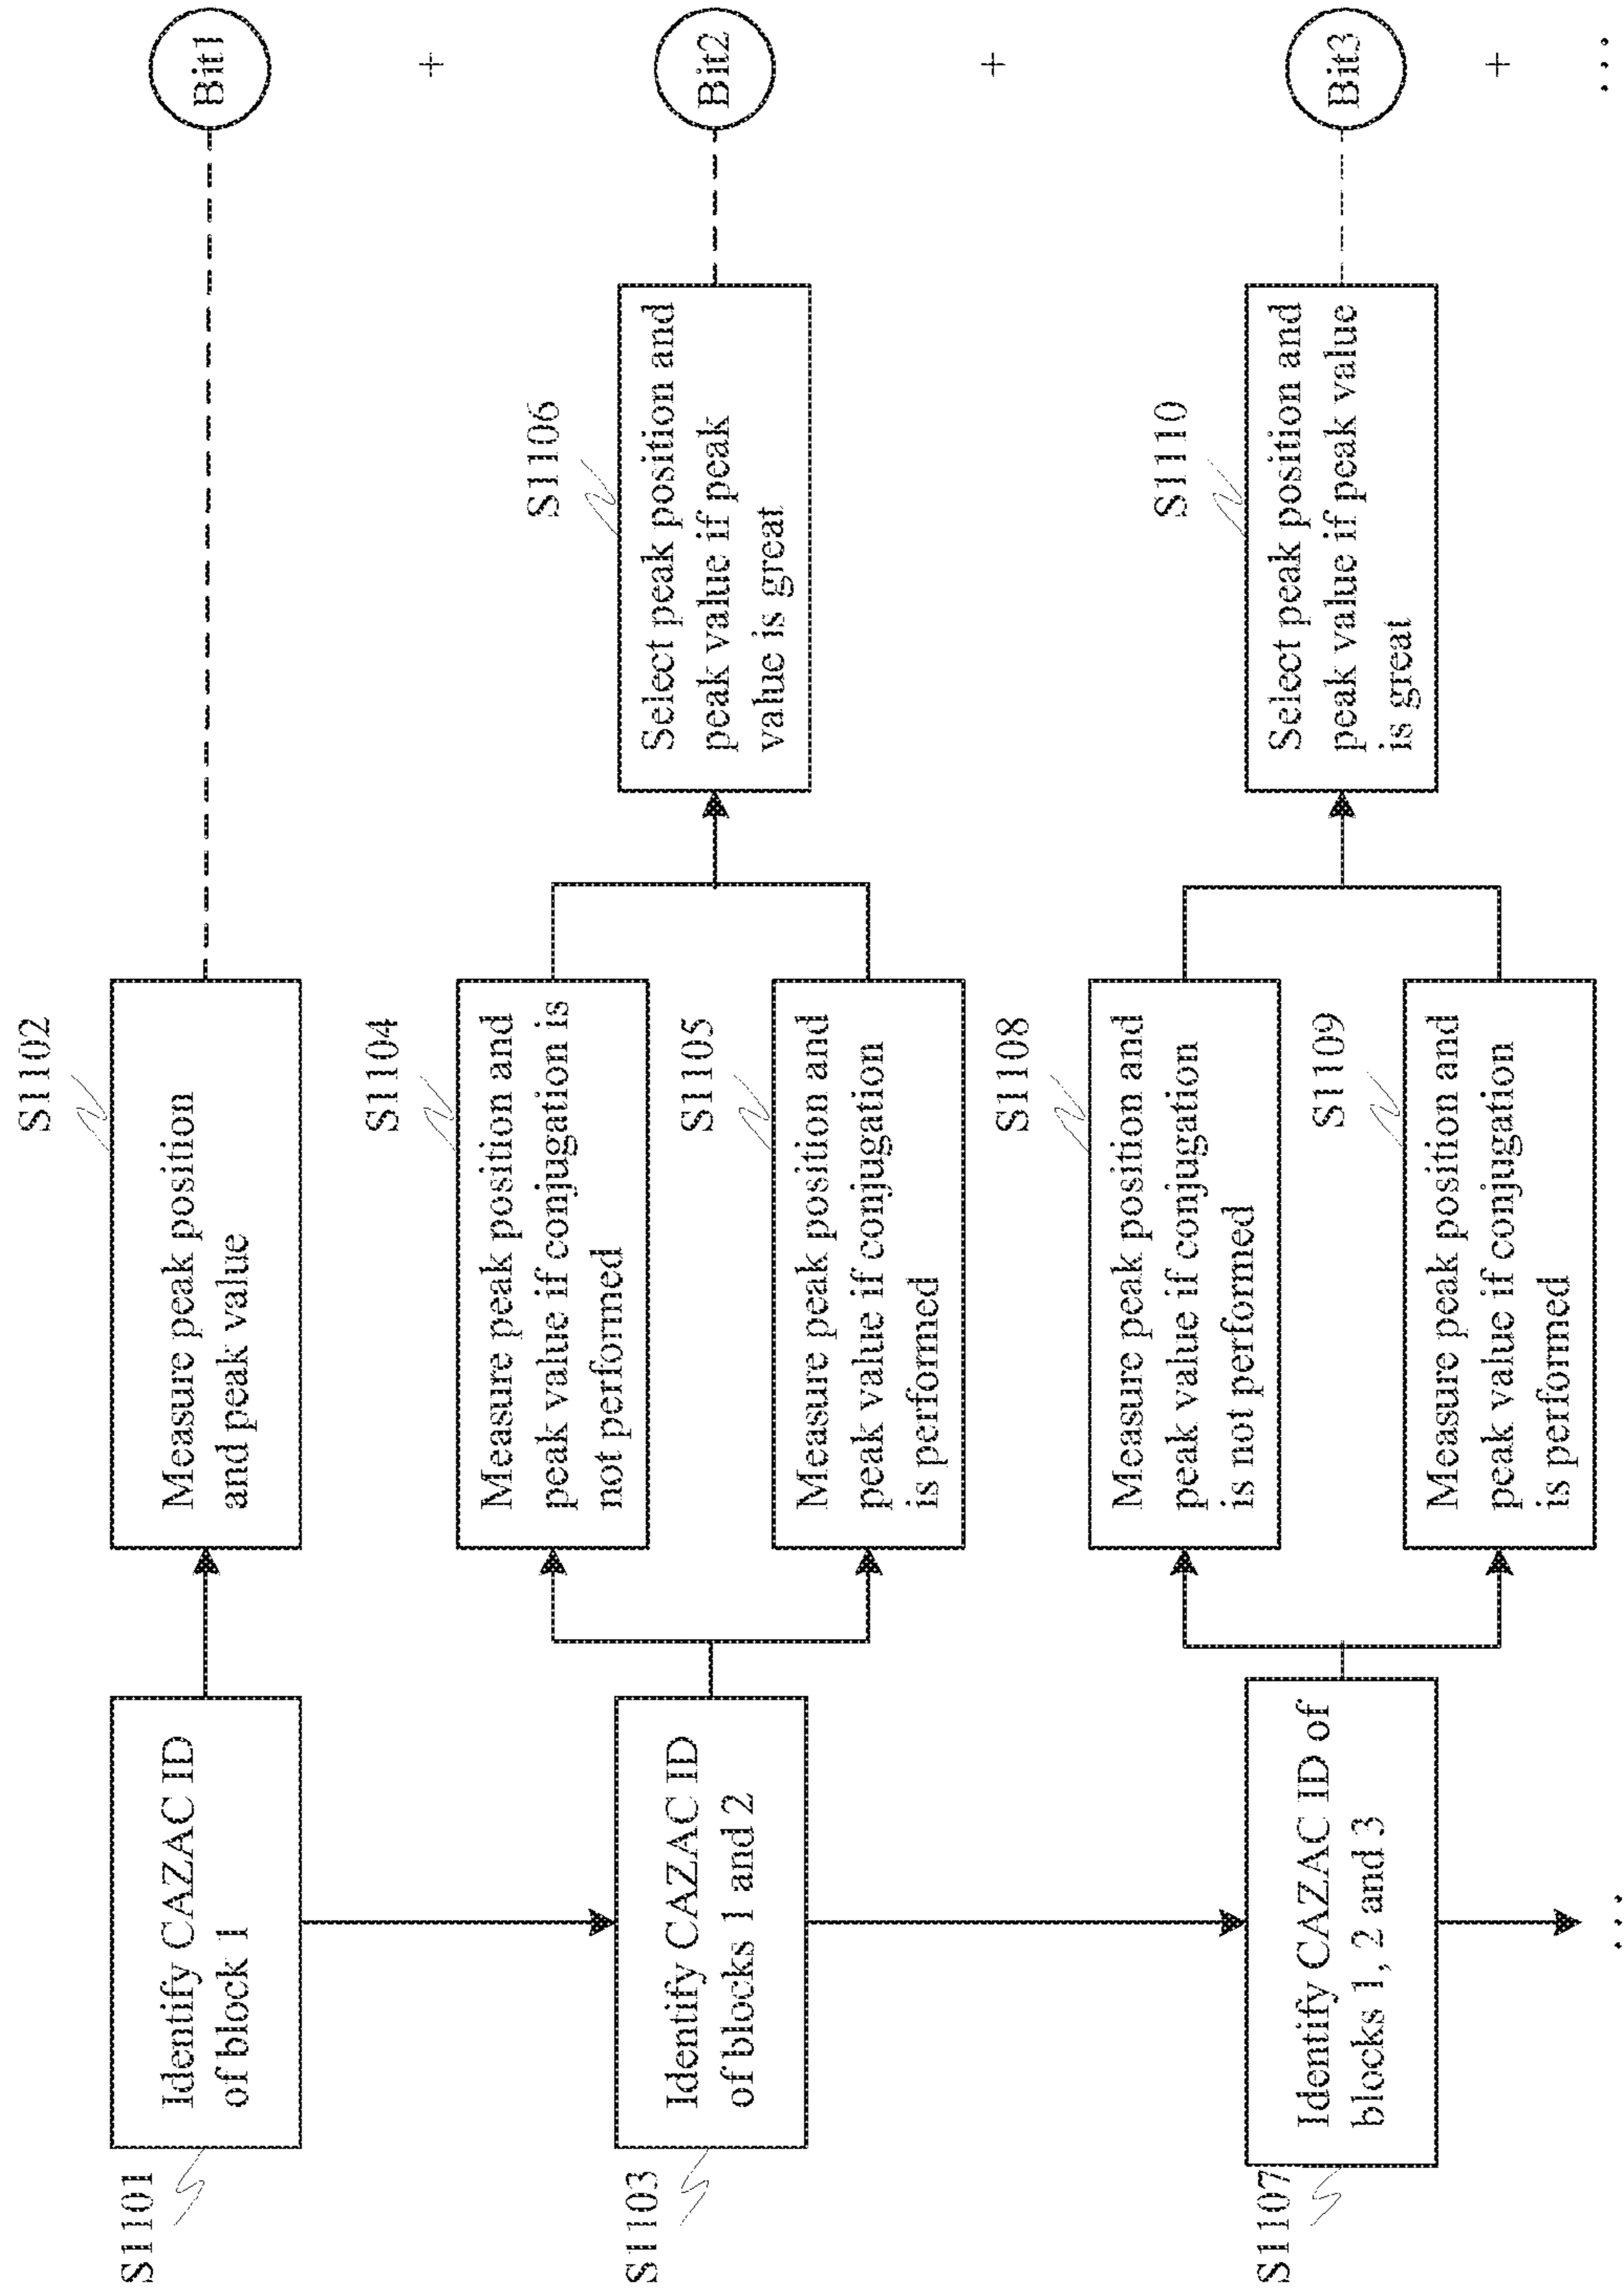 S1101
Identify CAZAC ID
of block 1
S1102
Measure peak position
and peak value
Bit1
+
S1103
Identify CAZAC ID
of blocks 1 and 2
S1104
Measure peak position and
peak value if conjugation is
not performed
S1105
Measure peak position and
peak value if conjugation
is performed
S1106
Select peak position and
peak value if peak
value is great
Bit2
+
S1107
Identify CAZAC ID of
blocks 1, 2 and 3
S1108
Measure peak position and
peak value if conjugation
is not performed
S1109
Measure peak position and
peak value if conjugation
is performed
S1110
Select peak position and
peak value if peak value
is great
Bit3
+
...
...